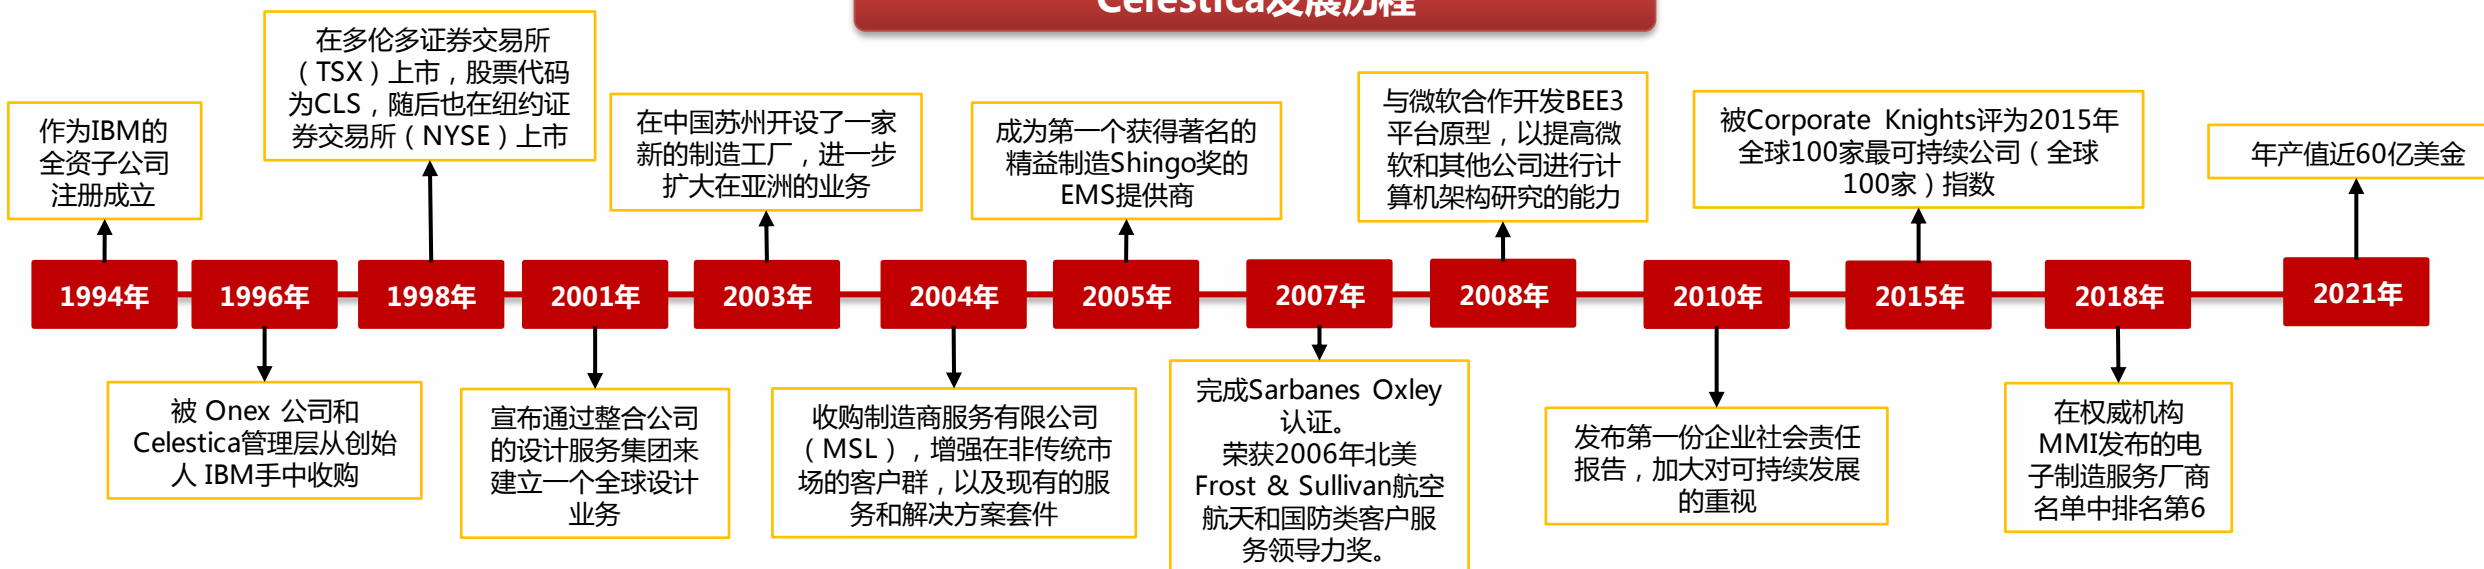 Celestica发展历程
在多伦多证券交易所
（TSX）上市，股票代码
为CLS，随后也在纽约证
券交易所（NYSE）上市
作为IBM的
全资子公司
注册成立
在中国苏州开设了一家
新的制造工厂，进一步
扩大在亚洲的业务
成为第一个获得著名的
精益制造Shingo奖的
EMS提供商
与微软合作开发BEE3
平台原型，以提高微
软和其他公司进行计
算机架构研究的能力
被Corporate Knights评为2015年
全球100家最可持续公司（全球
100家）指数
年产值近60亿美金
1994年
1996年
1998年
2001年
2003年
2004年
2005年
2007年
2008年
2010年
2015年
2018年
2021年
被 Onex 公司和
Celestica管理层从创始
人 IBM手中收购
宣布通过整合公司
的设计服务集团来
建立一个全球设计
业务
收购制造商服务有限公司
（MSL），增强在非传统市
场的客户群，以及现有的服
务和解决方案套件
完成Sarbanes Oxley
认证。
荣获2006年北美
Frost & Sullivan航空
航天和国防类客户服
务领导力奖。
发布第一份企业社会责任
报告，加大对可持续发展
的重视
在权威机构
MMI发布的电
子制造服务厂商
名单中排名第6